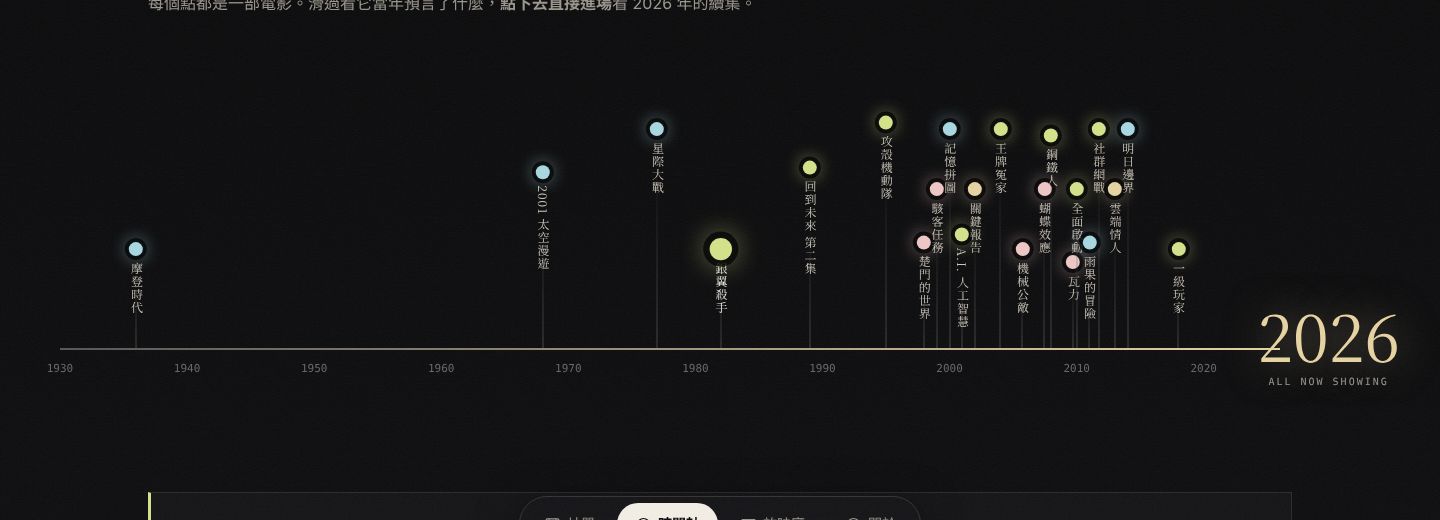 每個點都是一部電影。滑過看它當年預言了什麼，點下去直接進場看 2026 年的續集。
摩登時代
2001 太空漫遊
星際大戰
銀翼殺手
回到未來 第二集
攻殼機動隊
楚門的世界
駭客任務
記憶拼圖
A.I. 人工智慧
關鍵報告
王牌冤家
機械公敵
蝴蝶效應
鋼鐵人
瓦力
全面啟動
雨果的冒險
社群網戰
雲端情人
明日邊界
一級玩家
2026
ALL NOW SHOWING
1930
1940
1950
1960
1970
1980
1990
2000
2010
2020